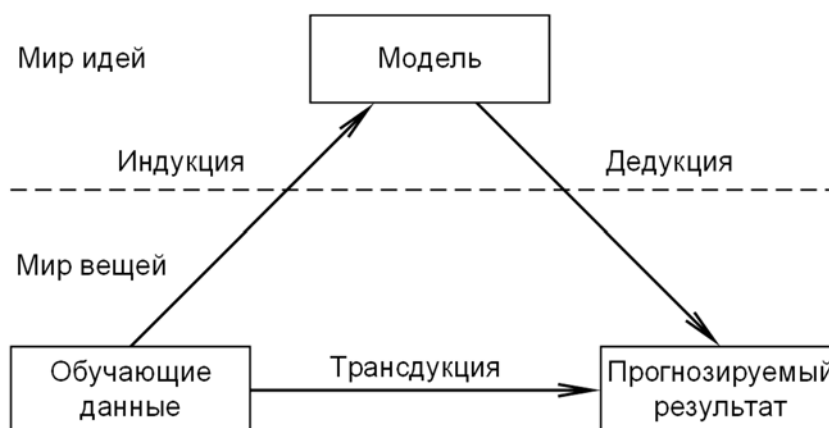 Мир идей
Модель
Индукция
Дедукция
Мир вещей
Обучающие
данные
Трансдукция
Прогнозируемый
результат